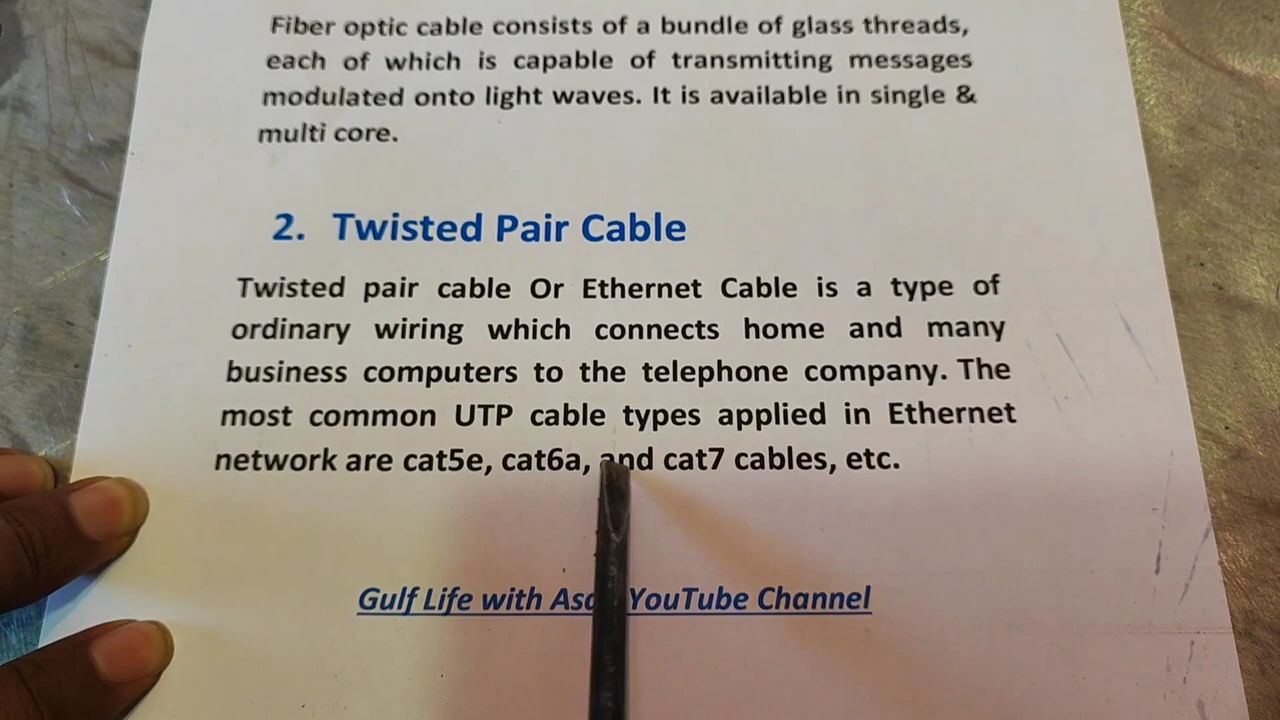 Fiber optic cable consists of a bundle of glass threads,
each of which is capable of transmitting messages
modulated onto light waves. It is available in single &
multi core.
2. Twisted Pair Cable
Twisted pair cable Or Ethernet Cable is a type of
ordinary wiring which connects home and many
business computers to the telephone company. The
most common UTP cable types applied in Ethernet
network are cat5e, cat6a, and cat7 cables, etc.
Gulf Life with YouTube Channel